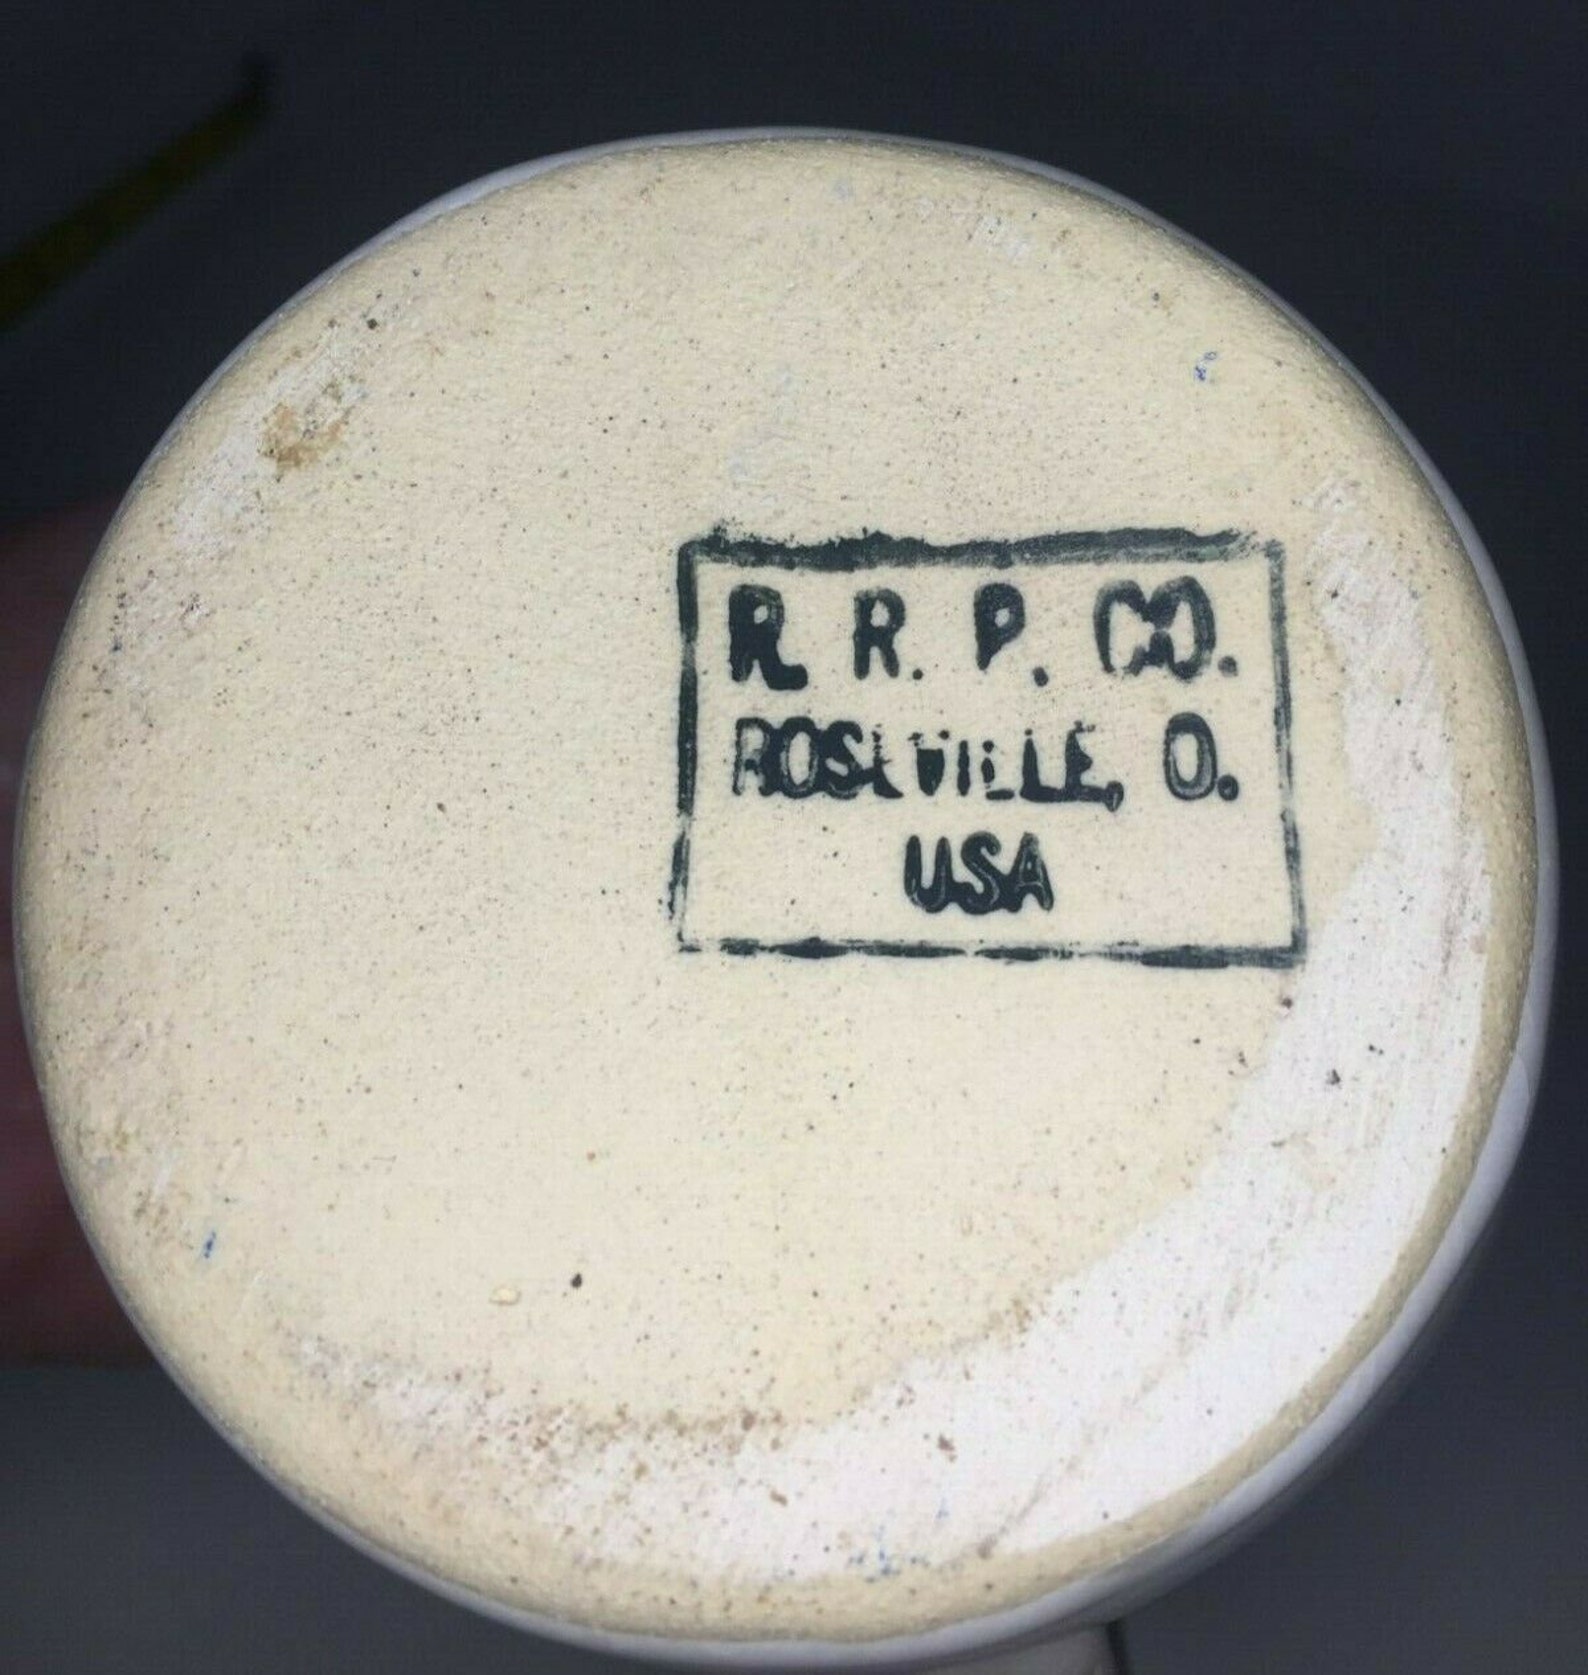 R. R. P. CO.
ROSEVILLE, O.
USA